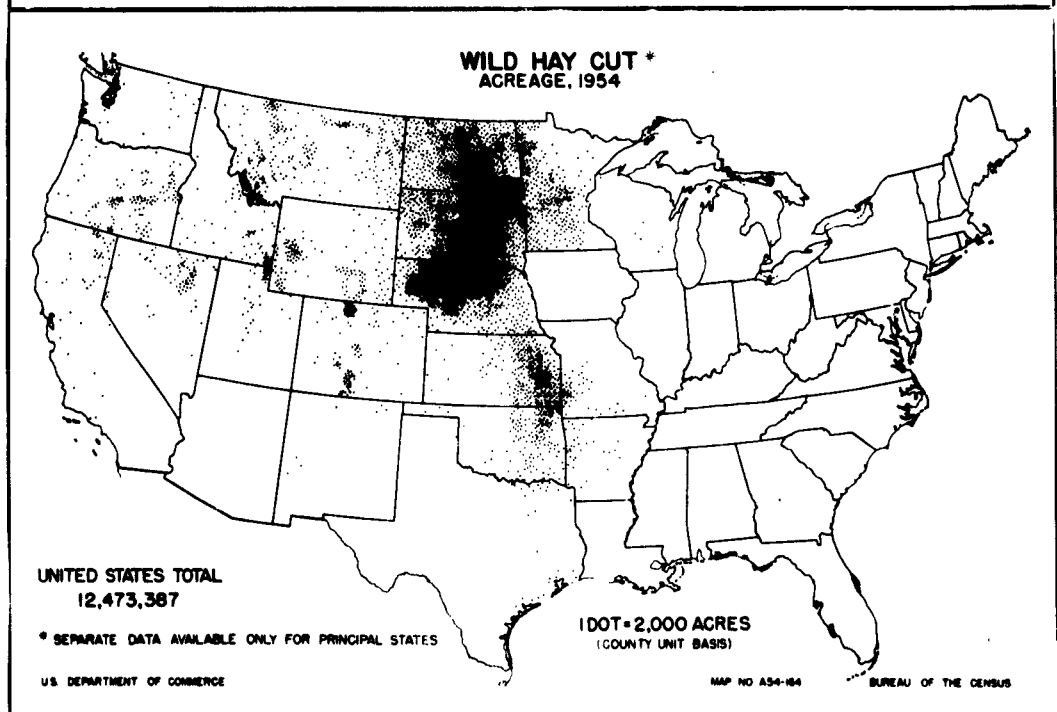 WILD HAY CUT *
ACREAGE, 1954
UNITED STATES TOTAL
12,473,387
* SEPARATE DATA AVAILABLE ONLY FOR PRINCIPAL STATES
1 DOT = 2,000 ACRES
(COUNTY UNIT BASIS)
U.S. DEPARTMENT OF COMMERCE
MAP NO A54-164
BUREAU OF THE CENSUS